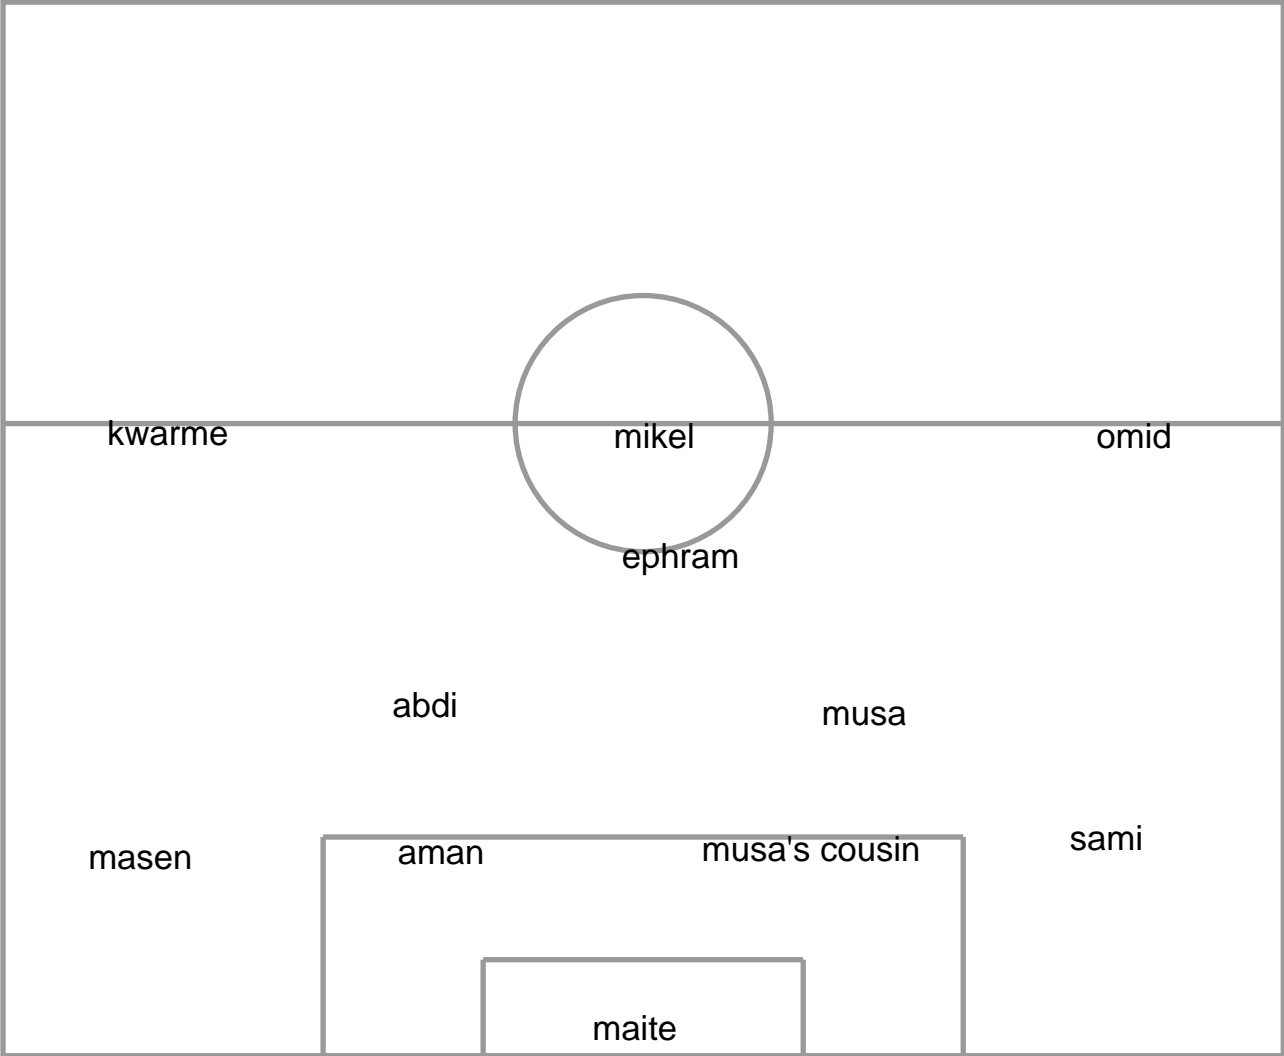 kwarme
mikel
omid
ephram
abdi
musa
masen
aman
musa's cousin
sami
maite